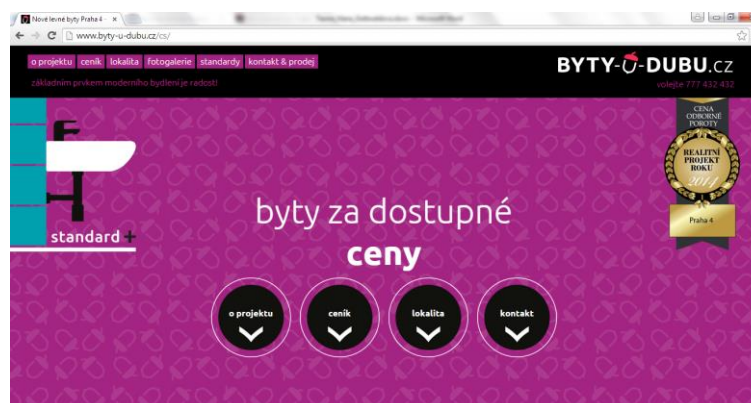 Nové levné byty Praha 4 -
www.byty-u-dubu.cz/cs/
o projektu ceník lokalita fotogalerie standardy kontakt & prodej
základním prvkem moderního bydlení je radost!
BYTY-U-DUBU.CZ
volejte 777 432 432
CENA
ODBORNÉ
POROTY
REALITNÍ
PROJEKT
ROKU
2014
Praha 4
standard +
byty za dostupné
ceny
o projektu
ceník
lokalita
kontakt